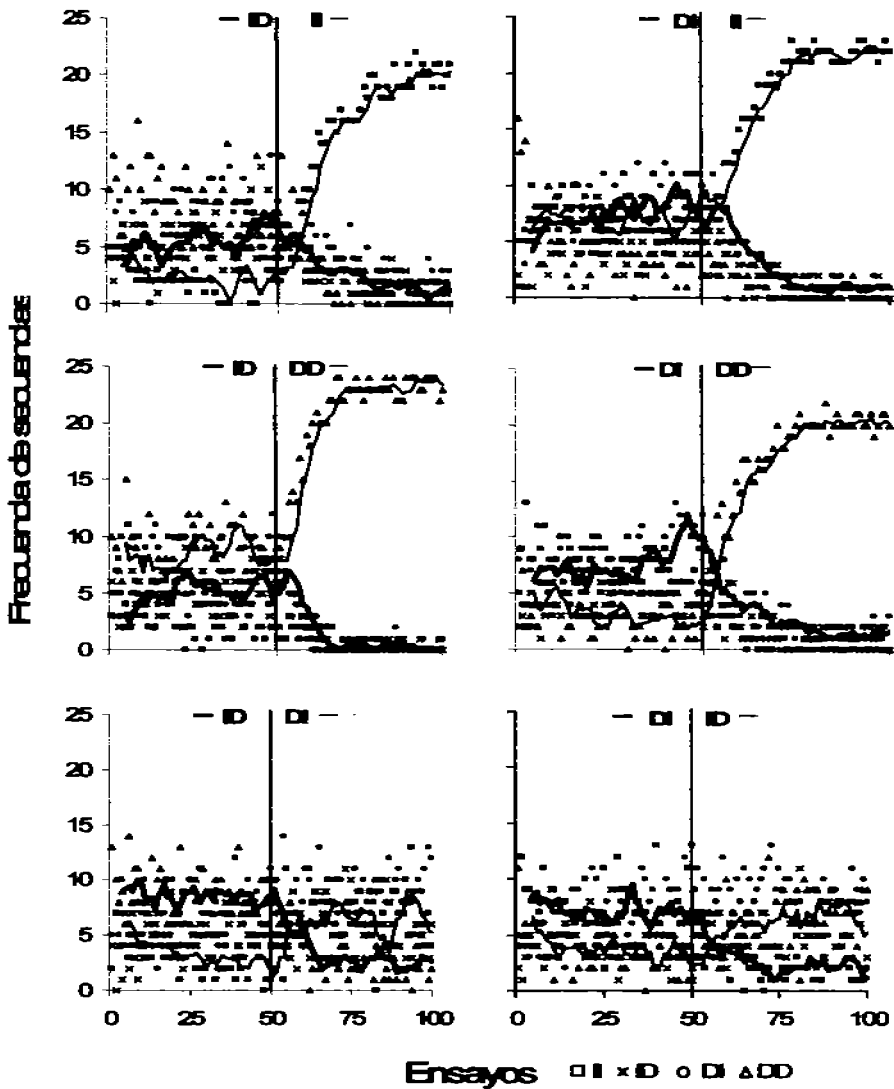 25 — ID II — — DI II —
20
15
10
5
0
25 — ID DD — — DI DD —
20
15
10
5
0
25 — ID DI — — DI ID —
20
15
10
5
0
0 25 50 75 100 0 25 50 75 100
Frecuencia de secuencias
Ensayos □ II × ID ○ DI △ DD